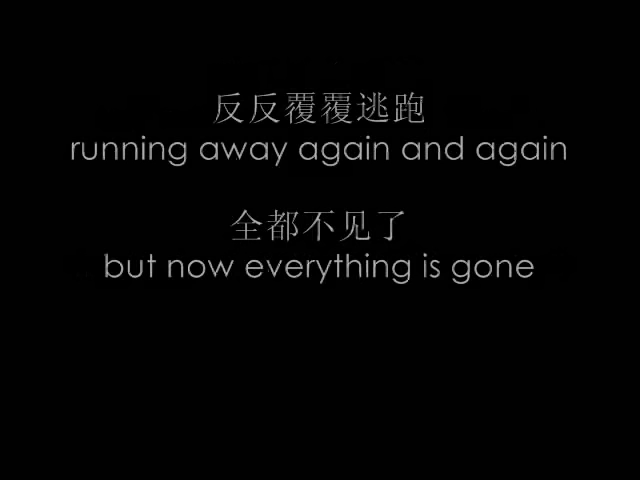 反反覆覆逃跑
running away again and again
全都不见了
but now everything is gone